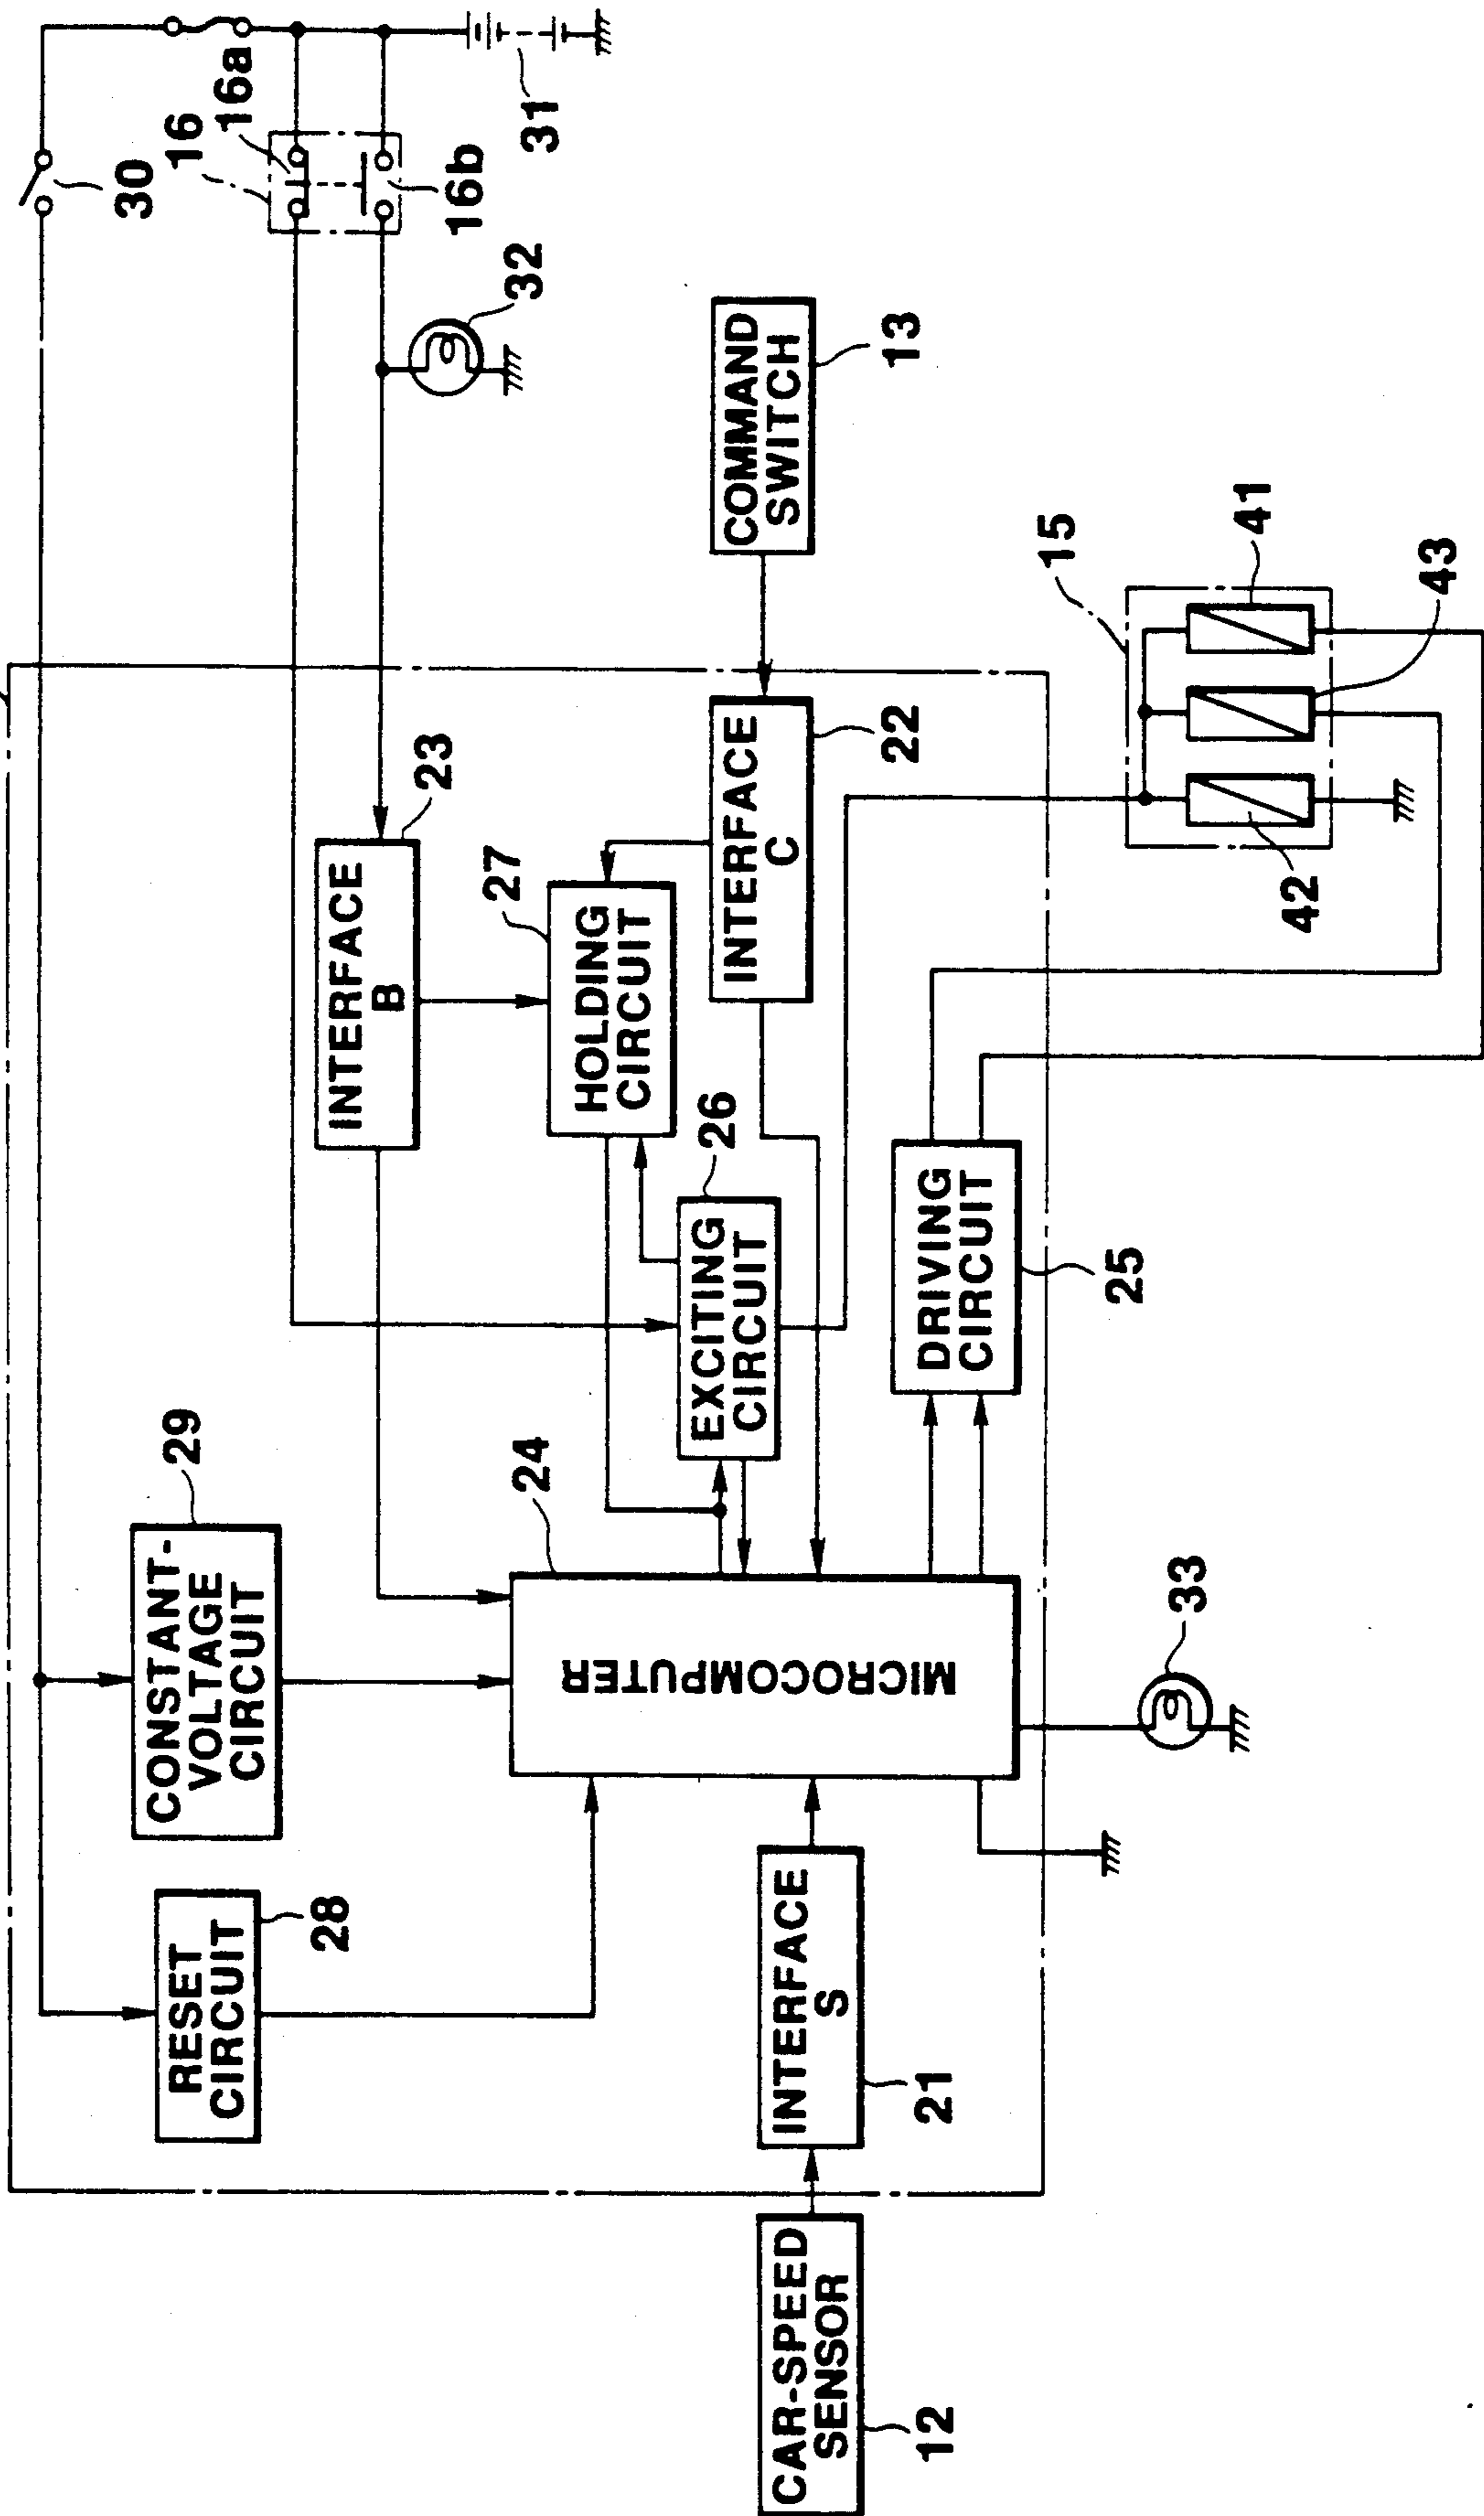 30
16
16a
16b
31
32
RESET
CIRCUIT
28
CONSTANT-
VOLTAGE
CIRCUIT
29
INTERFACE
B
23
HOLDING
CIRCUIT
27
24
MICROCOMPUTER
EXCITING
CIRCUIT
26
INTERFACE
C
22
COMMAND
SWITCH
13
CAR-SPEED
SENSOR
12
INTERFACE
S
21
DRIVING
CIRCUIT
25
33
15
41
43
42